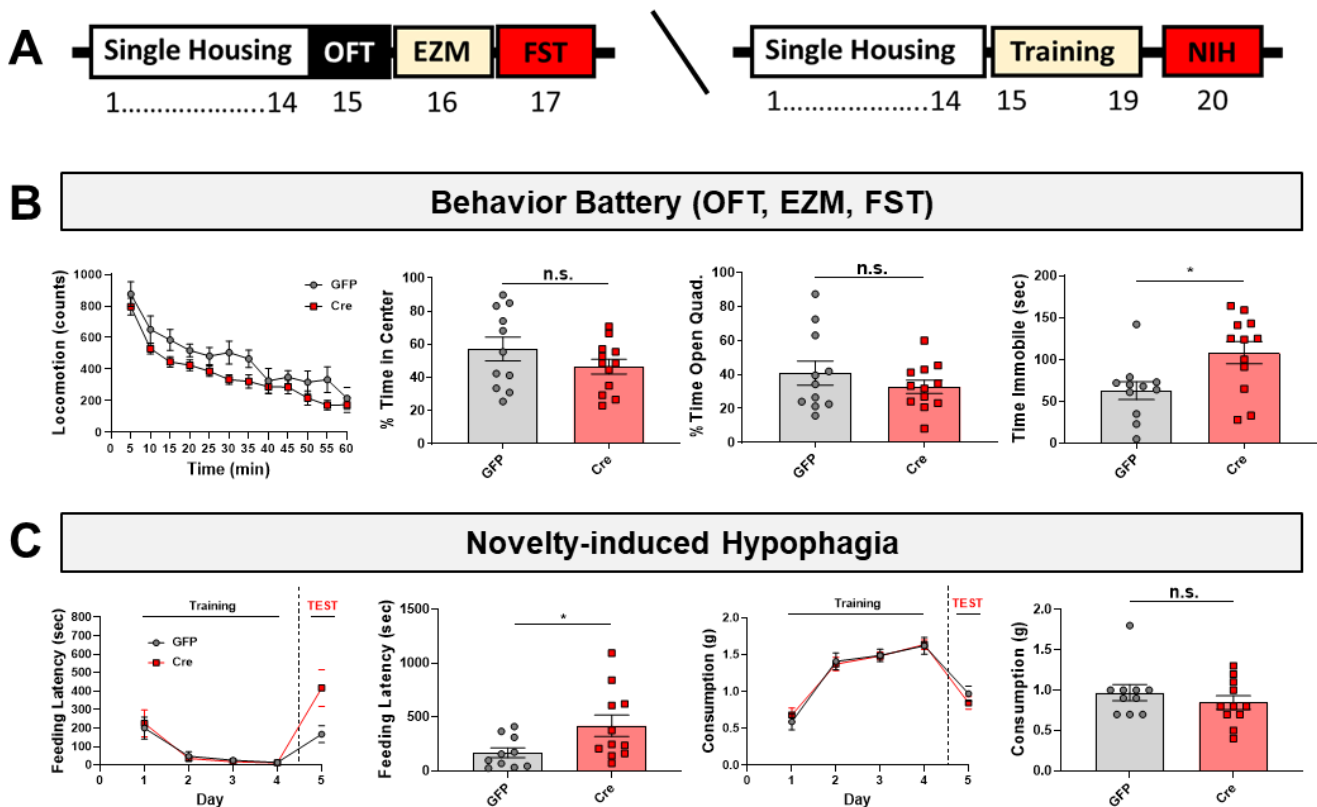 A
Single Housing OFT EZM FST
1....................14 15 16 17
Single Housing Training NIH
1....................14 15 19 20
B
Behavior Battery (OFT, EZM, FST)
Locomotion (counts)
1000
800
600
400
200
0
0 5 10 15 20 25 30 35 40 45 50 55 60
Time (min)
GFP
Cre
% Time in Center
100
80
60
40
20
0
n.s.
GFP Cre
% Time Open Quad.
100
80
60
40
20
0
n.s.
GFP Cre
Time Immobile (sec)
200
150
100
50
0
*
GFP Cre
C
Novelty-induced Hypophagia
Feeding Latency (sec)
800
700
600
500
400
300
200
100
0
Training TEST
GFP
Cre
1 2 3 4 5
Day
Feeding Latency (sec)
1500
1000
500
0
*
GFP Cre
Consumption (g)
2.0
1.5
1.0
0.5
0.0
Training TEST
1 2 3 4 5
Day
Consumption (g)
2.0
1.5
1.0
0.5
0.0
n.s.
GFP Cre